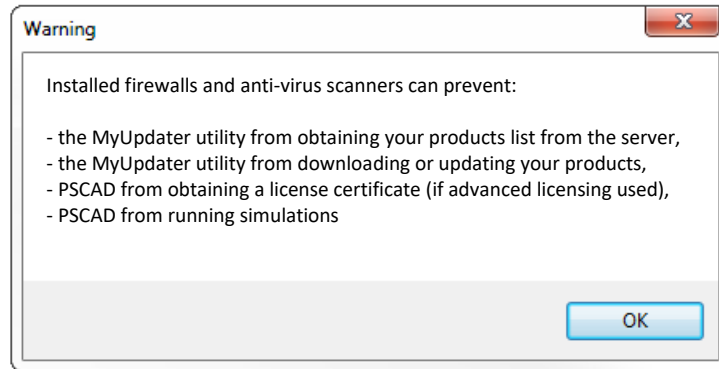 Warning
Installed firewalls and anti-virus scanners can prevent:
- the MyUpdater utility from obtaining your products list from the server,
- the MyUpdater utility from downloading or updating your products,
- PSCAD from obtaining a license certificate (if advanced licensing used),
- PSCAD from running simulations
OK